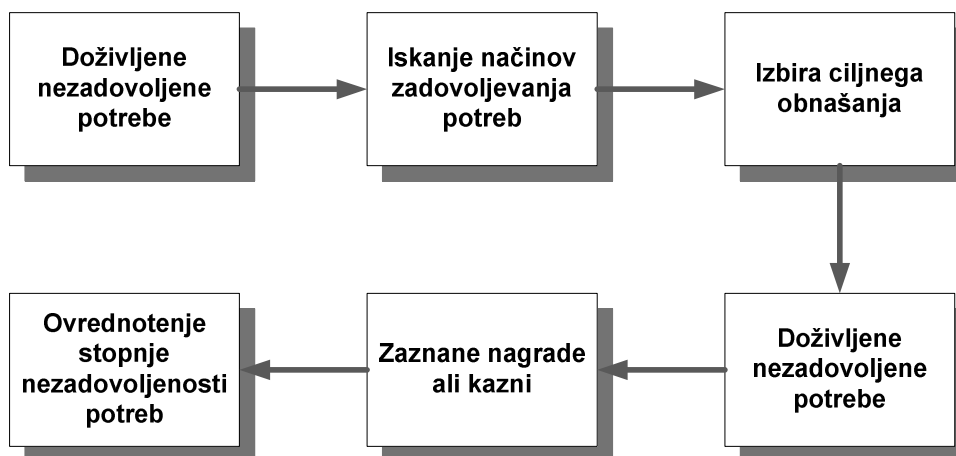 Doživljene
nezadovoljene
potrebe
Iskanje načinov
zadovoljevanja
potreb
Izbira ciljnega
obnašanja
Doživljene
nezadovoljene
potrebe
Zaznane nagrade
ali kazni
Ovrednotenje
stopnje
nezadovoljenosti
potreb